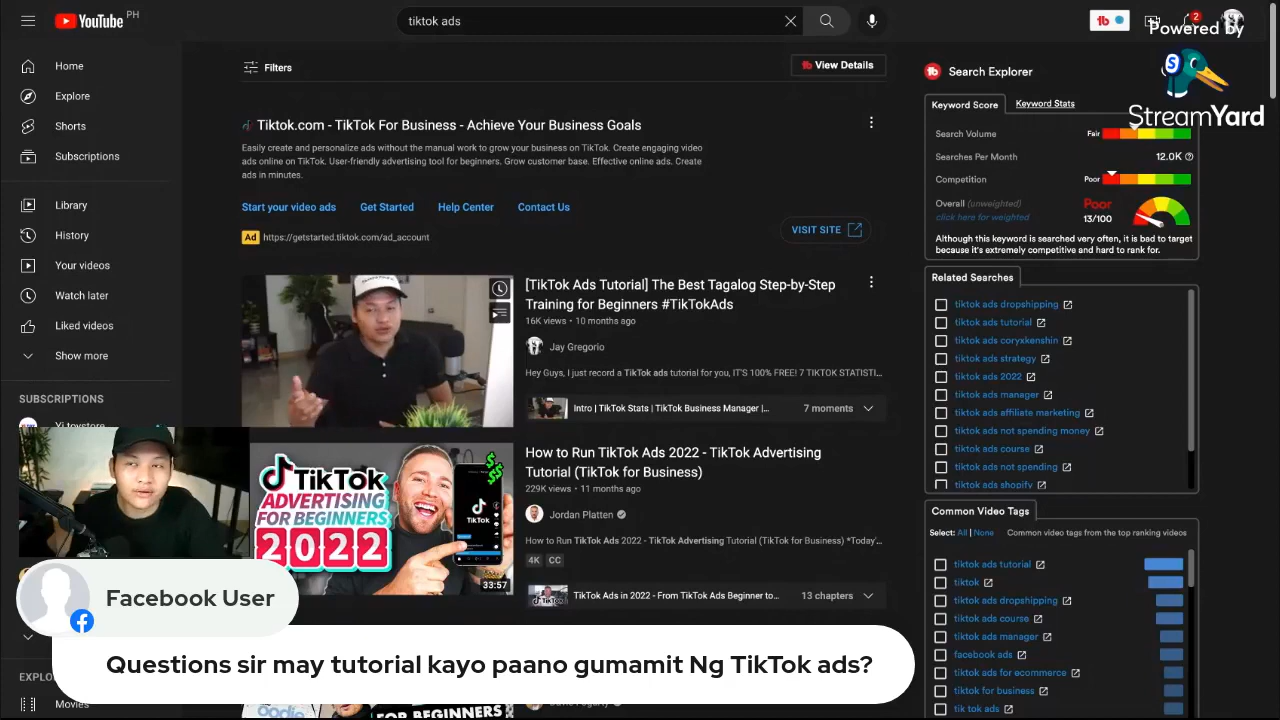 YouTube PH
tiktok ads
2
Powered by
StreamYard
Home
Explore
Shorts
Subscriptions
Library
History
Your videos
Watch later
Liked videos
Show more
SUBSCRIPTIONS
Filters
View Details
Tiktok.com - TikTok For Business - Achieve Your Business Goals
Easily create and personalize ads without the manual work to grow your business on TikTok. Create engaging video
ads online on TikTok. User-friendly advertising tool for beginners. Grow customer base. Effective online ads. Create
ads in minutes.
Start your video ads Get Started Help Center Contact Us
Ad https://getstarted.tiktok.com/ad_account
VISIT SITE
[TikTok Ads Tutorial] The Best Tagalog Step-by-Step
Training for Beginners #TikTokAds
16K views • 10 months ago
Jay Gregorio
Hey Guys, I just record a TikTok ads tutorial for you, IT'S 100% FREE! 7 TIKTOK STATISTI...
Intro | TikTok Stats | TikTok Business Manager |... 7 moments
TikTok
ADVERTISING
FOR BEGINNERS
2022
TikTok
33:57
How to Run TikTok Ads 2022 - TikTok Advertising
Tutorial (TikTok for Business)
229K views • 11 months ago
Jordan Platten
How to Run TikTok Ads 2022 - TikTok Advertising Tutorial (TikTok for Business) *Today'...
4K CC
TikTok Ads in 2022 - From TikTok Ads Beginner to... 13 chapters
Search Explorer
Keyword Score Keyword Stats
Search Volume Fair
Searches Per Month 12.0K
Competition Poor
Overall (unweighted) Poor
click here for weighted 13/100
Although this keyword is searched very often, it is bad to target
because it's extremely competitive and hard to rank for.
Related Searches
tiktok ads dropshipping
tiktok ads tutorial
tiktok ads coryxkenshin
tiktok ads strategy
tiktok ads 2022
tiktok ads manager
tiktok ads affiliate marketing
tiktok ads not spending money
tiktok ads course
tiktok ads not spending
tiktok ads shopify
Common Video Tags
Select: All | None Common video tags from the top ranking videos
tiktok ads tutorial
tiktok
tiktok ads dropshipping
tiktok ads course
tiktok ads manager
facebook ads
tiktok ads for ecommerce
tiktok for business
tik tok ads
Facebook User
Questions sir may tutorial kayo paano gumamit Ng TikTok ads?
EXPLO
Movies
FOR BEGINNERS